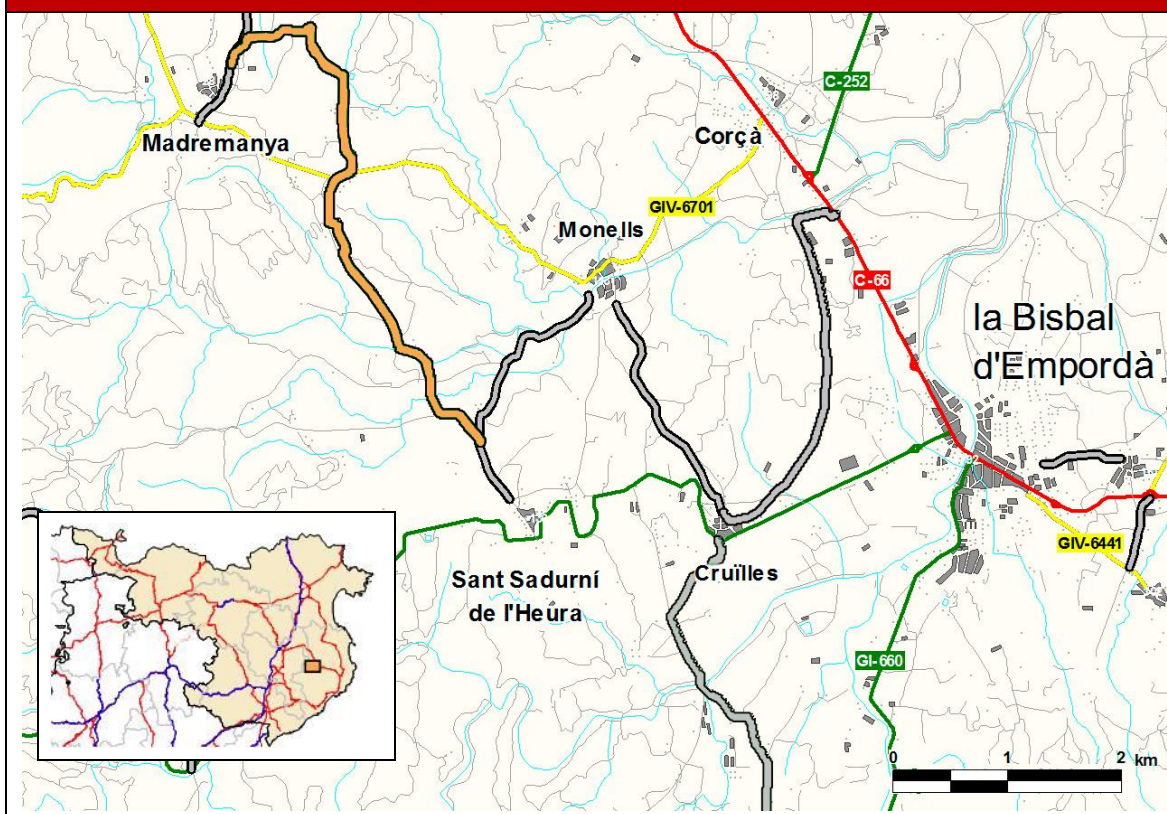 C-252
Madremanya
Corçà
GIV-6701
Monells
C-66
la Bisbal
d'Empordà
GIV-6441
Sant Sadurní
de l'Heura
Cruïlles
GI-660
0 1 2 km